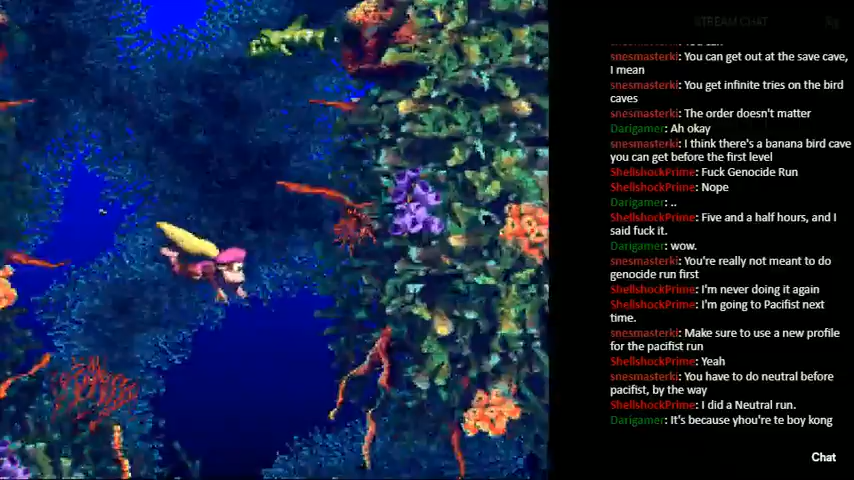 STREAM CHAT
snesmasterki: You can get out at the save cave,
I mean
snesmasterki: You get infinite tries on the bird
caves
snesmasterki: The order doesn't matter
Darigamer: Ah okay
snesmasterki: I think there's a banana bird cave
you can get before the first level
ShellshockPrime: Fuck Genocide Run
ShellshockPrime: Nope
Darigamer: ..
ShellshockPrime: Five and a half hours, and I
said fuck it.
Darigamer: wow.
snesmasterki: You're really not meant to do
genocide run first
ShellshockPrime: I'm never doing it again
ShellshockPrime: I'm going to Pacifist next
time.
snesmasterki: Make sure to use a new profile
for the pacifist run
ShellshockPrime: Yeah
snesmasterki: You have to do neutral before
pacifist, by the way
ShellshockPrime: I did a Neutral run.
Darigamer: It's because yhou're te boy kong
Chat